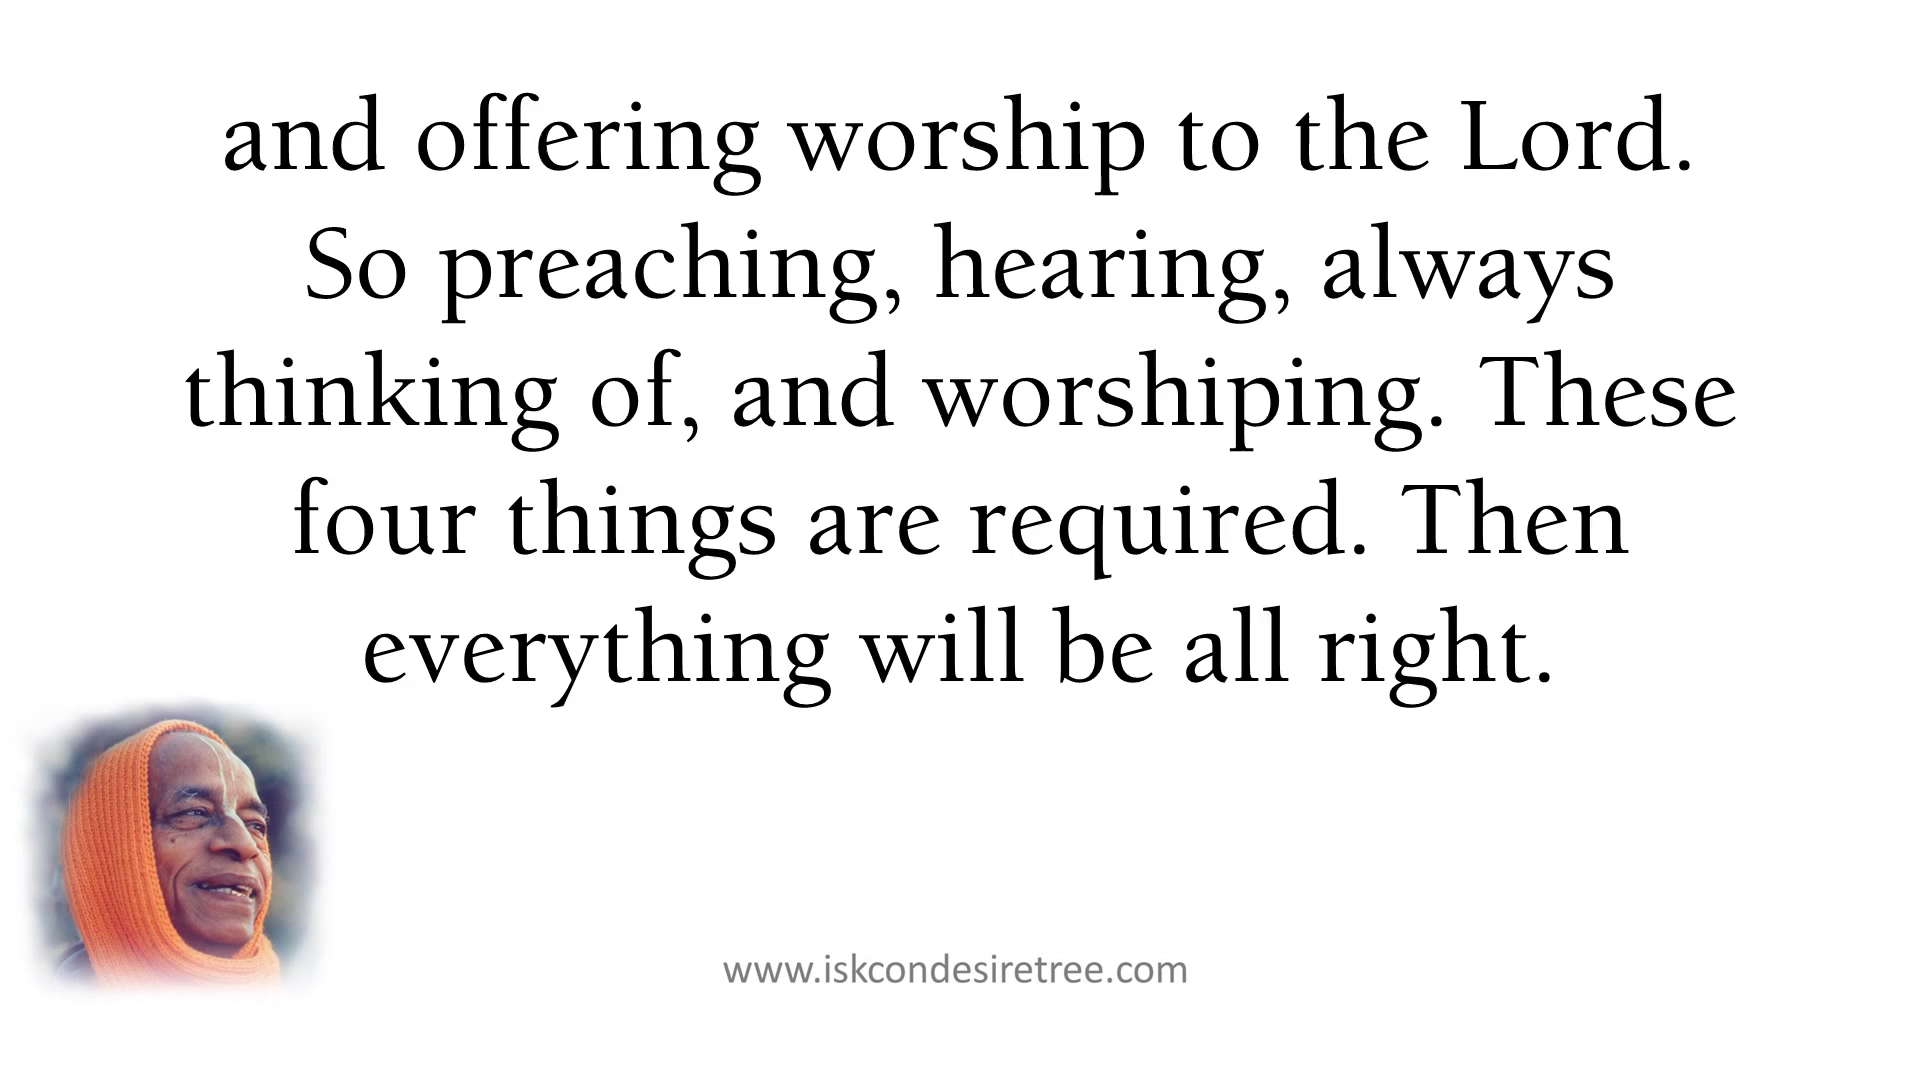 and offering worship to the Lord.
So preaching, hearing, always
thinking of, and worshiping. These
four things are required. Then
everything will be all right.
www.iskcondesiretree.com